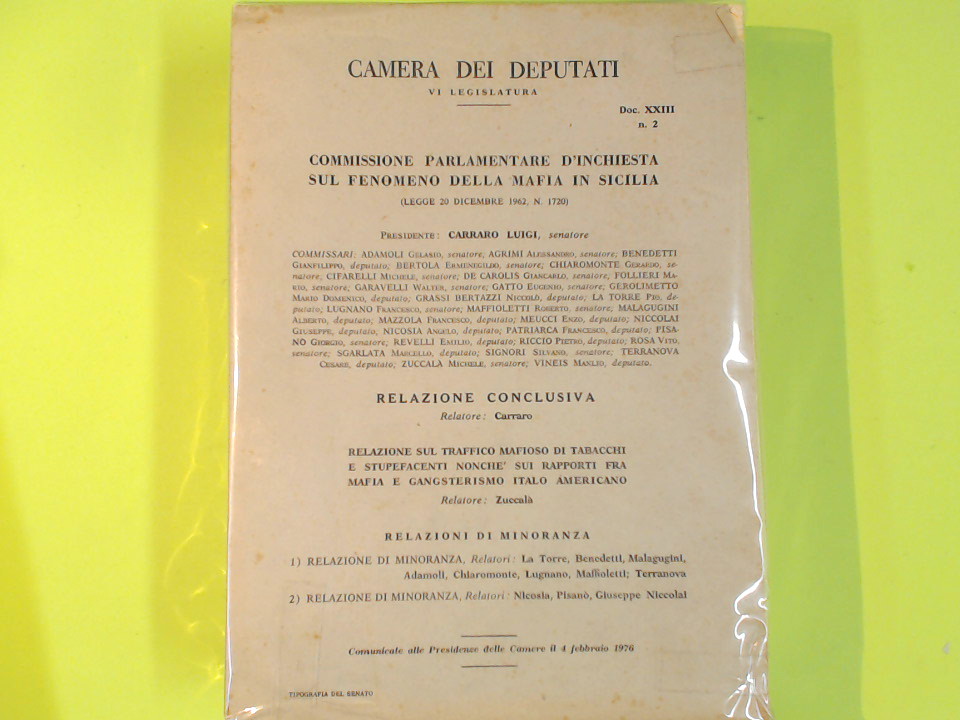 CAMERA DEI DEPUTATI
VI LEGISLATURA
Doc. XXIII
n. 2
COMMISSIONE PARLAMENTARE D'INCHIESTA
SUL FENOMENO DELLA MAFIA IN SICILIA
(LEGGE 20 DICEMBRE 1962, N. 1720)
PRESIDENTE: CARRARO LUIGI, senatore
COMMISSARI: ADAMOLI GELASIO, senatore; AGRIMI ALESSANDRO, senatore; BENEDETTI
GIANFILIPPO, deputato; BERTOLA ERMENEGILDO, senatore; CHIAROMONTE GERARDO, se-
natore, CIFARELLI MICHELE, senatore; DE CAROLIS GIANCARLO, senatore; FOLLIERI MA-
RIO, senatore; GARAVELLI WALTER, senatore; GATTO EUGENIO, senatore; GEROLIMETTO
MARIO DOMENICO, deputato; GRASSI BERTAZZI NICCOLÒ, deputato; LA TORRE PIO, de-
putato; LUGNANO FRANCESCO, senatore; MAFFIOLETTI ROBERTO, senatore; MALAGUGINI
ALBERTO, deputato; MAZZOLA FRANCESCO, deputato; MEUCCI ENZO, deputato; NICCOLAI
GIUSEPPE, deputato, NICOSIA ANGELO, deputato; PATRIARCA FRANCESCO, deputato; PISA-
NÒ GIORGIO, senatore; REVELLI EMILIO, deputato; RICCIO PIETRO, deputato; ROSA VITO,
senatore; SGARLATA MARCELLO, deputato; SIGNORI SILVANO, senatore; TERRANOVA
CESARE, deputato; ZUCCALÀ MICHELE, senatore; VINEIS MANLIO, deputato.
RELAZIONE CONCLUSIVA
Relatore: Carraro
RELAZIONE SUL TRAFFICO MAFIOSO DI TABACCHI
E STUPEFACENTI NONCHE' SUI RAPPORTI FRA
MAFIA E GANGSTERISMO ITALO AMERICANO
Relatore: Zuccalà
RELAZIONI DI MINORANZA
1) RELAZIONE DI MINORANZA, Relatori: La Torre, Benedetti, Malagugini,
Adamoli, Chiaromonte, Lugnano, Maffioletti; Terranova
2) RELAZIONE DI MINORANZA, Relatori: Nicosia, Pisanò, Giuseppe Niccolai
Comunicate alle Presidenze delle Camere il 4 febbraio 1976
TIPOGRAFIA DEL SENATO